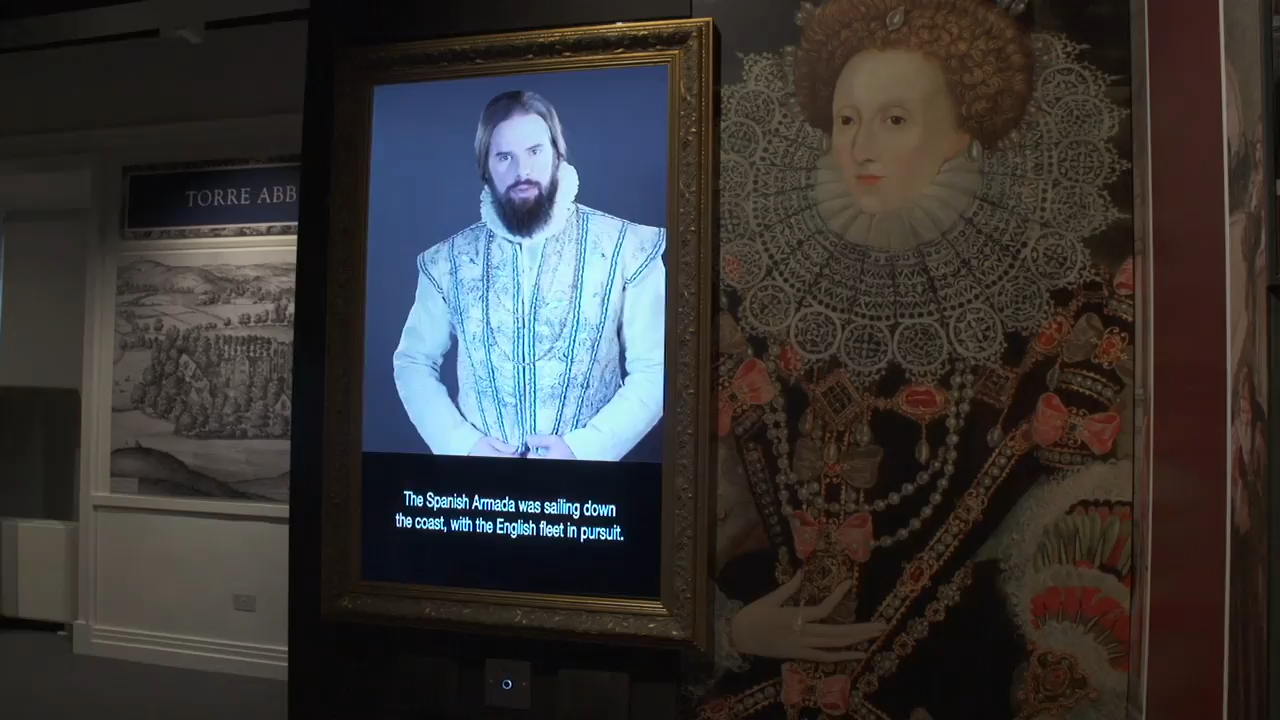 TORRE ABB
The Spanish Armada was sailing down
the coast, with the English fleet in pursuit.